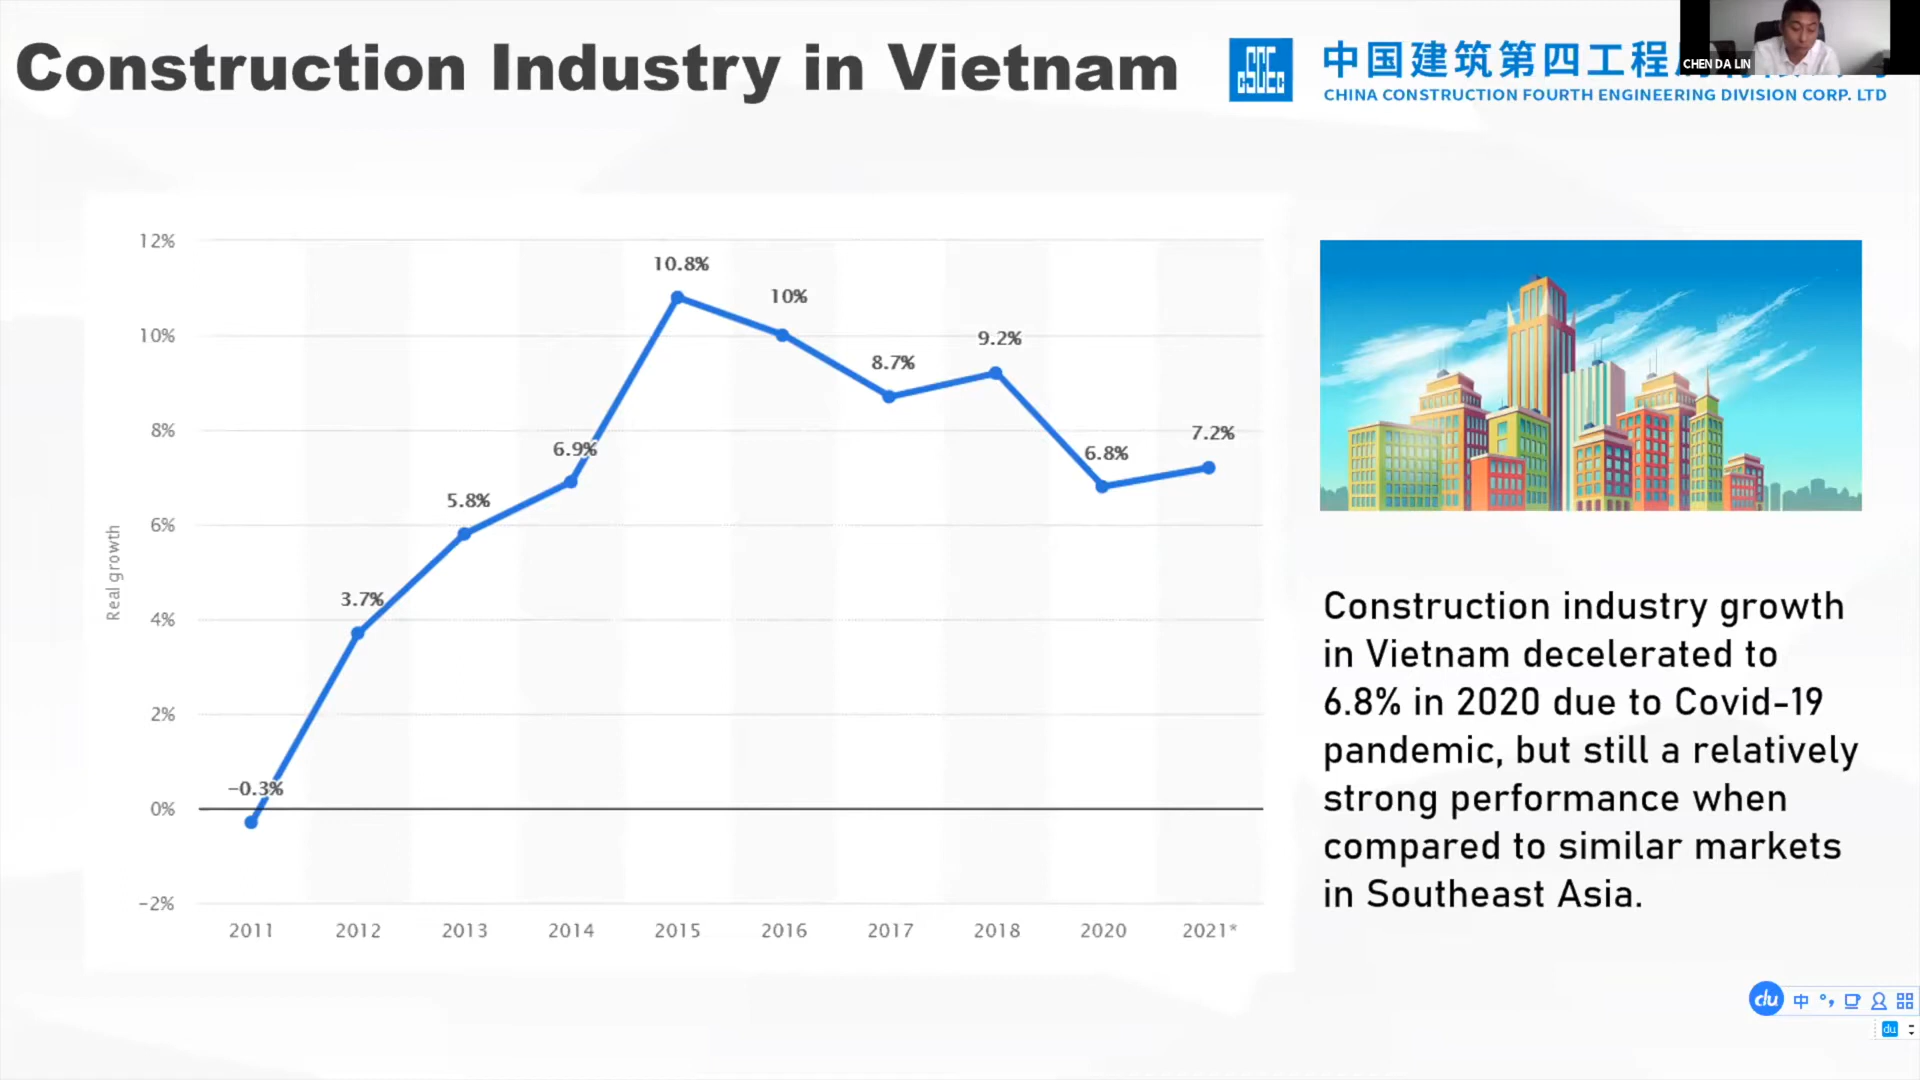 Construction Industry in Vietnam
CSCEC
中国建筑第四工程
CHINA CONSTRUCTION FOURTH ENGINEERING DIVISION CORP. LTD
CHEN DA LIN
12%
10%
8%
6%
4%
2%
0%
-2%
Real growth
-0.3%
3.7%
5.8%
6.9%
10.8%
10%
8.7%
9.2%
6.8%
7.2%
2011
2012
2013
2014
2015
2016
2017
2018
2020
2021*
Construction industry growth
in Vietnam decelerated to
6.8% in 2020 due to Covid-19
pandemic, but still a relatively
strong performance when
compared to similar markets
in Southeast Asia.
du
中
du